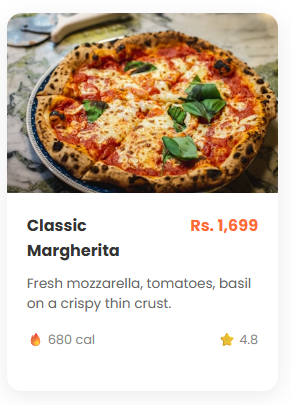 Classic Rs. 1,699
Margherita
Fresh mozzarella, tomatoes, basil
on a crispy thin crust.
680 cal 4.8